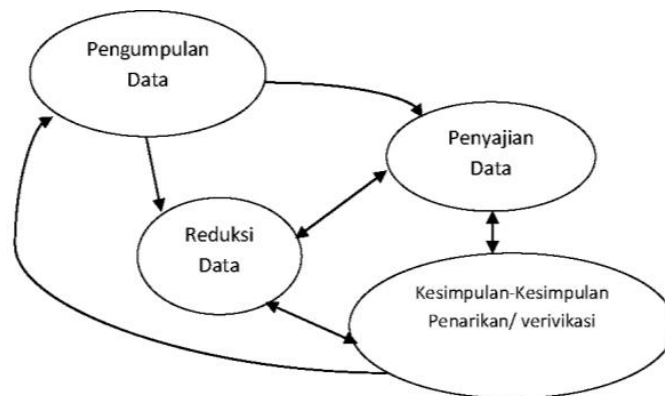 Pengumpulan
Data
Penyajian
Data
Reduksi
Data
Kesimpulan-Kesimpulan
Penarikan/ verivikasi